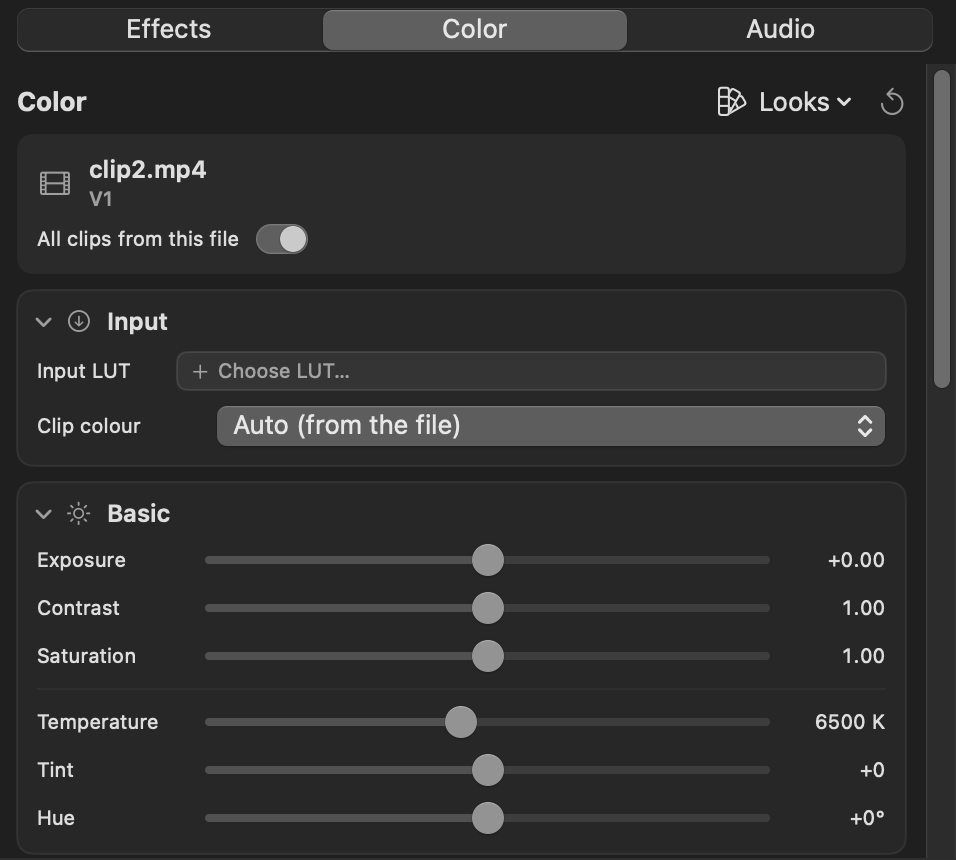 Effects
Color
Audio
Color
Looks
clip2.mp4
V1
All clips from this file
Input
Input LUT
+ Choose LUT...
Clip colour
Auto (from the file)
Basic
Exposure +0.00
Contrast 1.00
Saturation 1.00
Temperature 6500 K
Tint +0
Hue +0°